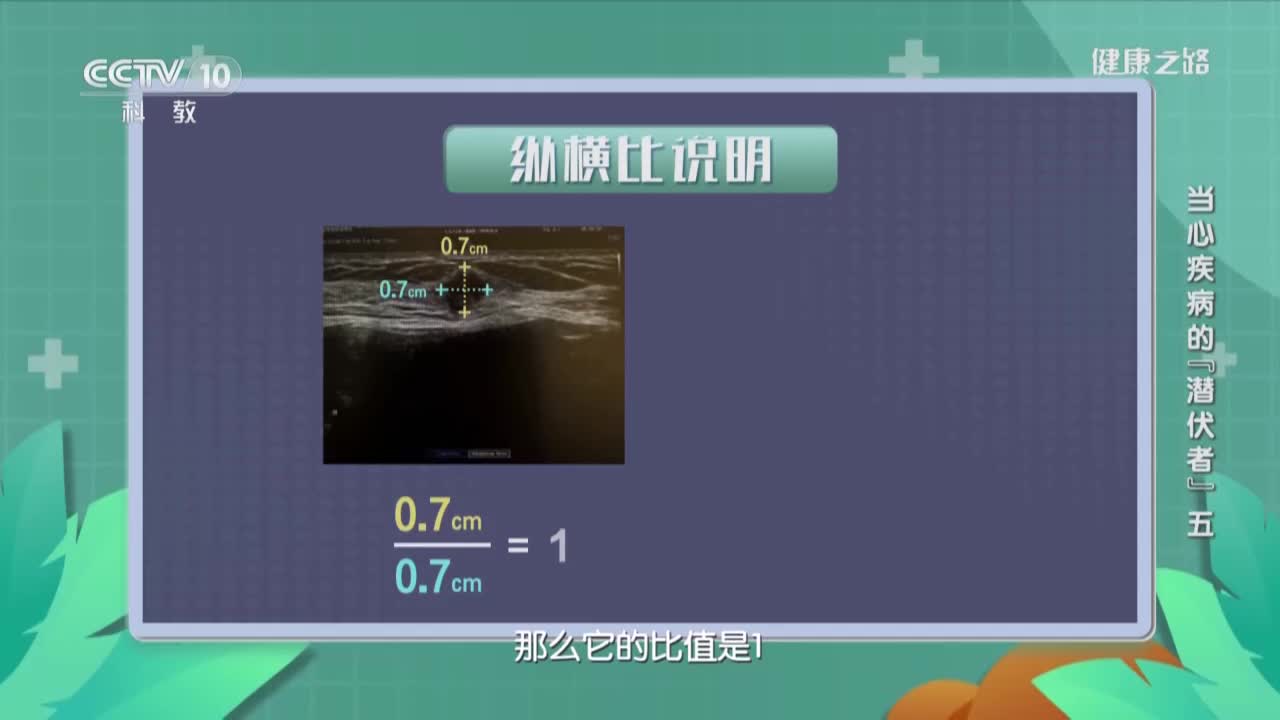 CCTV 10
科 教
健康之路
纵横比说明
0.7cm
0.7cm
0.7cm
0.7cm
= 1
当心疾病的『潜伏者』五
那么它的比值是1